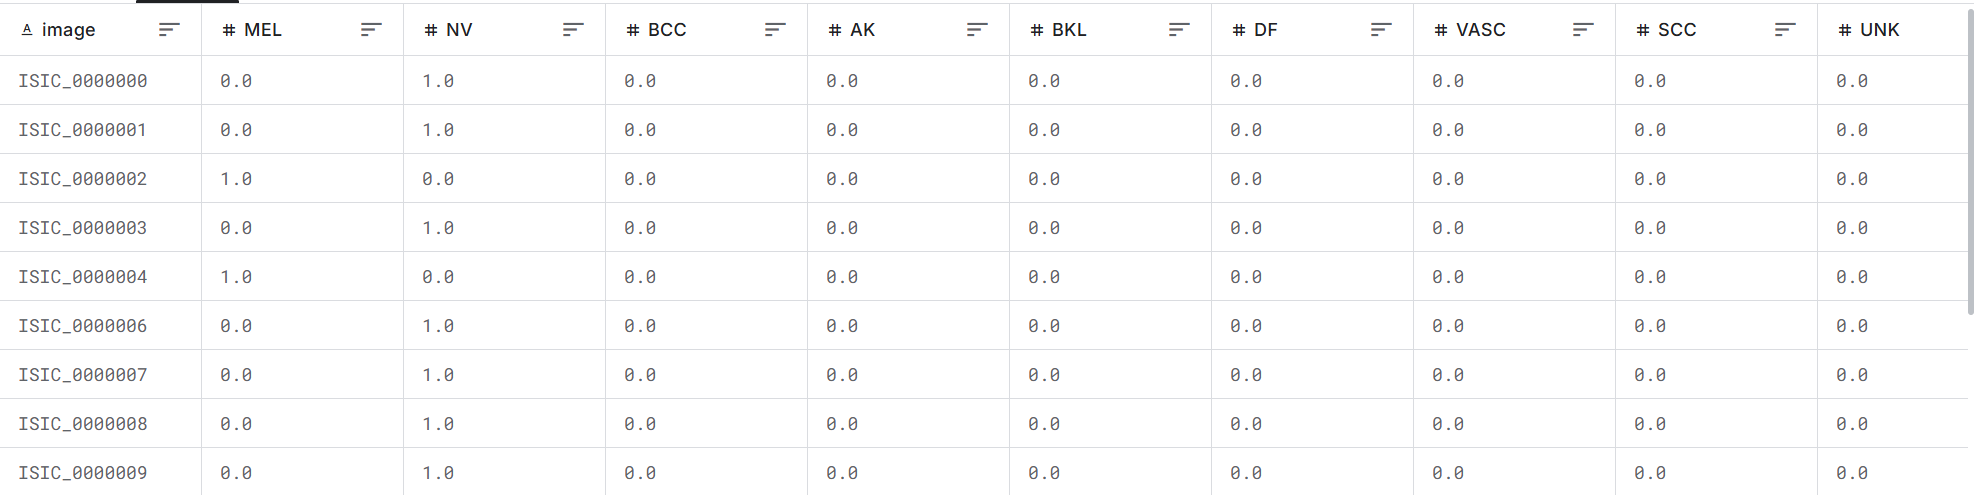 image MEL NV BCC AK BKL DF VASC SCC UNK
ISIC_0000000 0.0 1.0 0.0 0.0 0.0 0.0 0.0 0.0 0.0
ISIC_0000001 0.0 1.0 0.0 0.0 0.0 0.0 0.0 0.0 0.0
ISIC_0000002 1.0 0.0 0.0 0.0 0.0 0.0 0.0 0.0 0.0
ISIC_0000003 0.0 1.0 0.0 0.0 0.0 0.0 0.0 0.0 0.0
ISIC_0000004 1.0 0.0 0.0 0.0 0.0 0.0 0.0 0.0 0.0
ISIC_0000006 0.0 1.0 0.0 0.0 0.0 0.0 0.0 0.0 0.0
ISIC_0000007 0.0 1.0 0.0 0.0 0.0 0.0 0.0 0.0 0.0
ISIC_0000008 0.0 1.0 0.0 0.0 0.0 0.0 0.0 0.0 0.0
ISIC_0000009 0.0 1.0 0.0 0.0 0.0 0.0 0.0 0.0 0.0